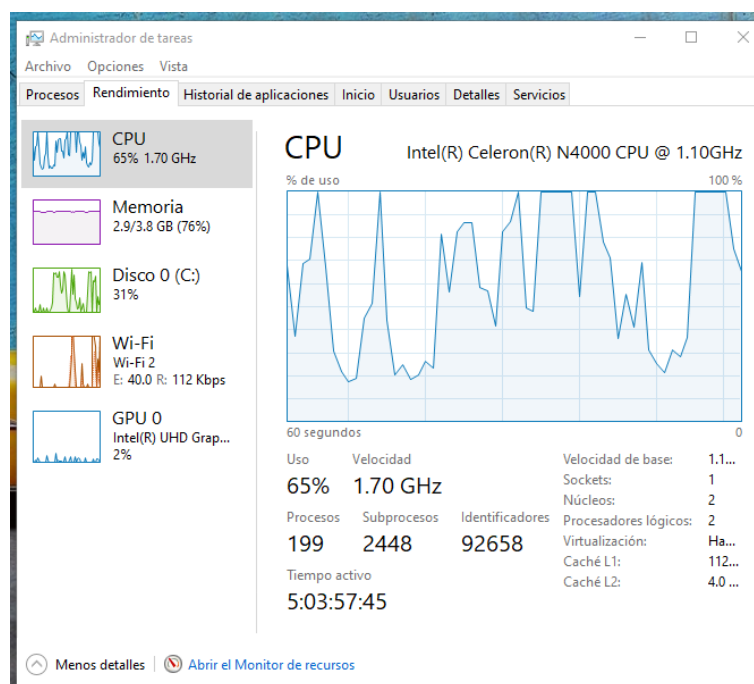 Administrador de tareas
Archivo Opciones Vista
Procesos Rendimiento Historial de aplicaciones Inicio Usuarios Detalles Servicios
CPU
65% 1.70 GHz
Memoria
2.9/3.8 GB (76%)
Disco 0 (C:)
31%
Wi-Fi
Wi-Fi 2
E: 40.0 R: 112 Kbps
GPU 0
Intel(R) UHD Grap...
2%
CPU Intel(R) Celeron(R) N4000 CPU @ 1.10GHz
% de uso 100 %
60 segundos 0
Uso Velocidad
65% 1.70 GHz
Procesos Subprocesos Identificadores
199 2448 92658
Tiempo activo
5:03:57:45
Velocidad de base: 1.1...
Sockets: 1
Núcleos: 2
Procesadores lógicos: 2
Virtualización: Ha...
Caché L1: 112...
Caché L2: 4.0 ...
Menos detalles Abrir el Monitor de recursos